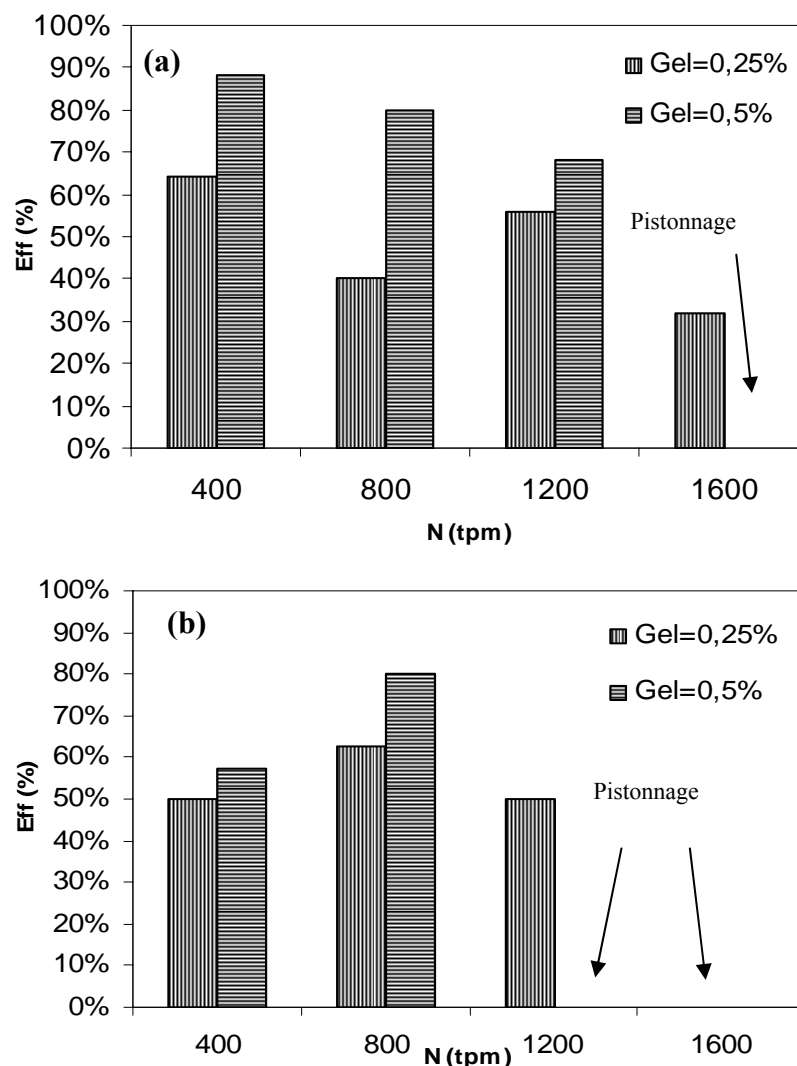 100%
90%
80%
70%
60%
50%
40%
30%
20%
10%
0%
Eff (%)
(a)
Gel=0,25%
Gel=0,5%
Pistonnage
400 800 1200 1600
N (tpm)
100%
90%
80%
70%
60%
50%
40%
30%
20%
10%
0%
Eff (%)
(b)
Gel=0,25%
Gel=0,5%
Pistonnage
400 800 1200 1600
N (tpm)